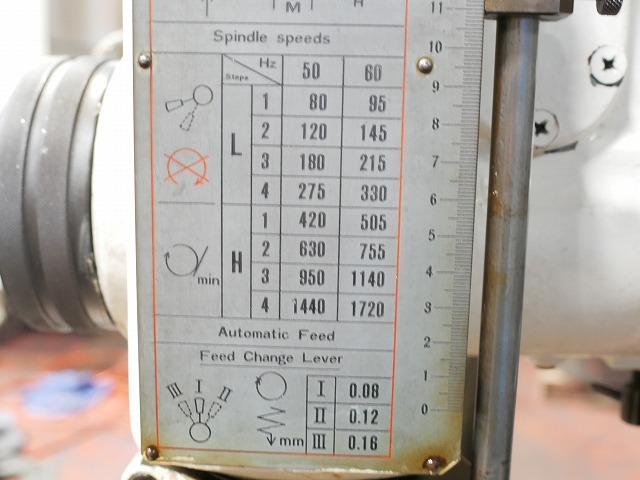 M H
Spindle speeds
Hz
Steps 50 60
L 1 80 95
2 120 145
3 180 215
4 275 330
H 1 420 505
2 630 755
3 950 1140
4 1440 1720
min
Automatic Feed
Feed Change Lever
III I II
I 0.08
II 0.12
mm III 0.16
11
10
9
8
7
6
5
4
3
2
1
0